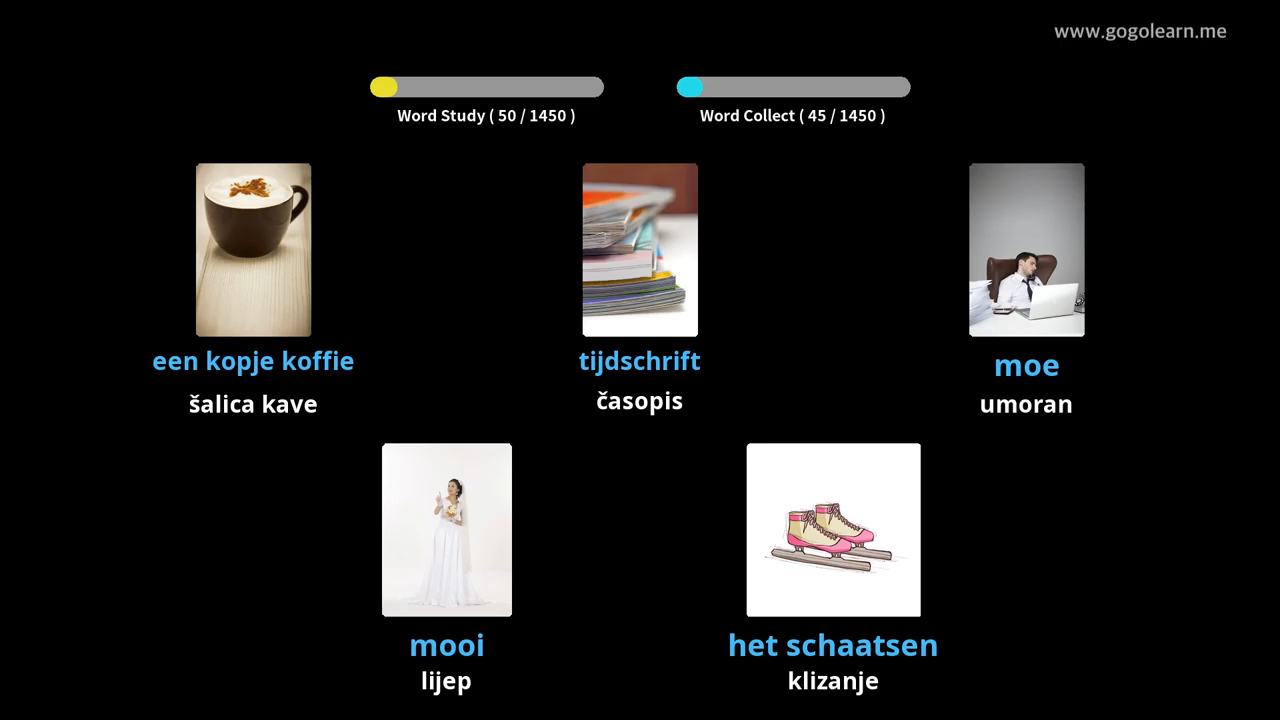 www.gogolearn.me
Word Study ( 50 / 1450 )
Word Collect ( 45 / 1450 )
een kopje koffie
tijdschrift
moe
šalica kave
časopis
umoran
mooi
het schaatsen
lijep
klizanje